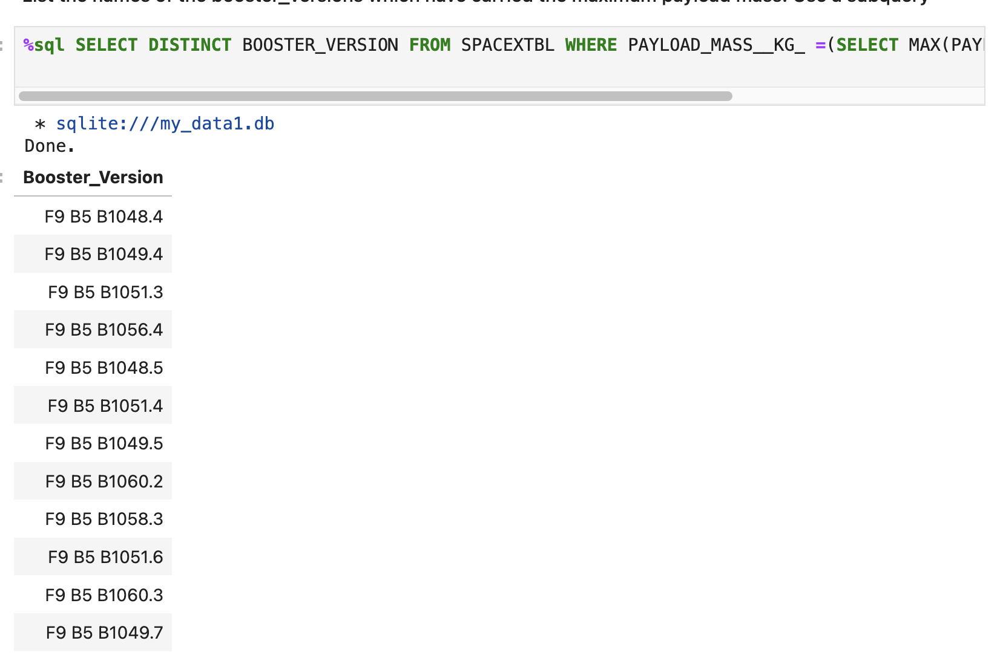 List the names of the booster_versions which have carried the maximum payload mass. Use a subquery
%sql SELECT DISTINCT BOOSTER_VERSION FROM SPACEXTBL WHERE PAYLOAD_MASS__KG_ =(SELECT MAX(PAY
* sqlite:///my_data1.db
Done.
Booster_Version
F9 B5 B1048.4
F9 B5 B1049.4
F9 B5 B1051.3
F9 B5 B1056.4
F9 B5 B1048.5
F9 B5 B1051.4
F9 B5 B1049.5
F9 B5 B1060.2
F9 B5 B1058.3
F9 B5 B1051.6
F9 B5 B1060.3
F9 B5 B1049.7